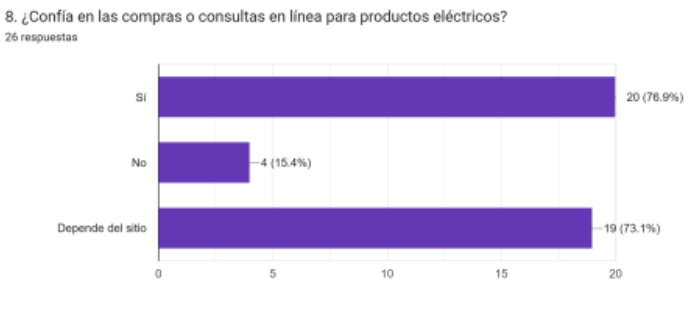 8. ¿Confía en las compras o consultas en línea para productos eléctricos?
26 respuestas
Sí
20 (76.9%)
No
4 (15.4%)
Depende del sitio
19 (73.1%)
0
5
10
15
20